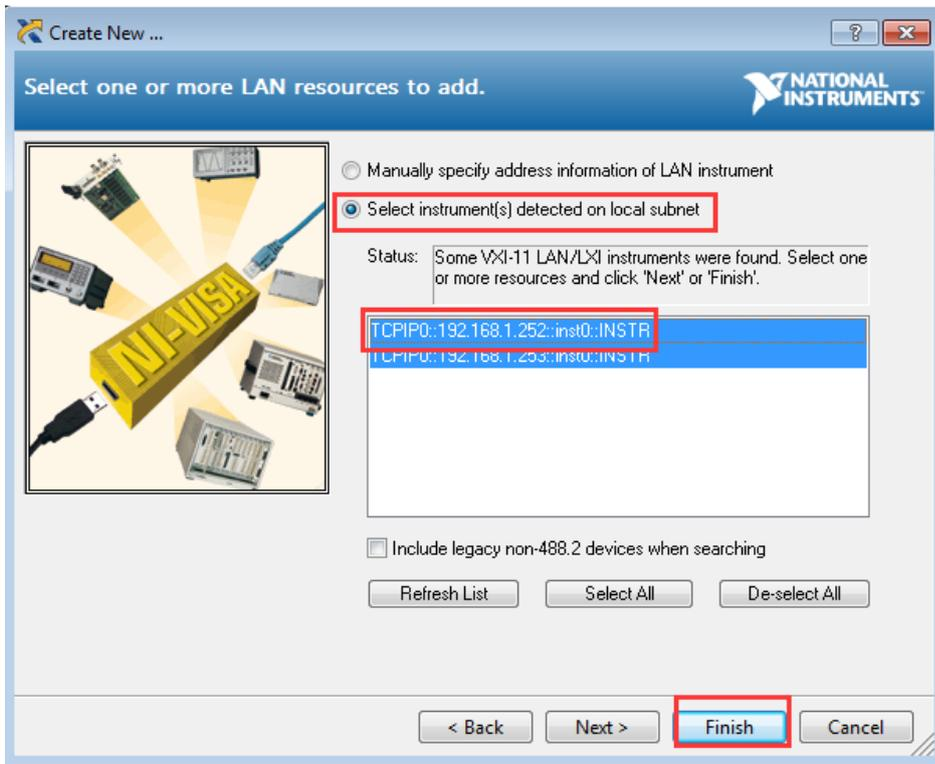 Create New ...
Select one or more LAN resources to add.
NATIONAL
INSTRUMENTS
Manually specify address information of LAN instrument
Select instrument(s) detected on local subnet
Status:
Some VXI-11 LAN/LXI instruments were found. Select one
or more resources and click 'Next' or 'Finish'.
TCPIP0::192.168.1.252::inst0::INSTR
TCPIP0::192.168.1.253::inst0::INSTR
NI-VISA
Include legacy non-488.2 devices when searching
Refresh List
Select All
De-select All
< Back
Next >
Finish
Cancel